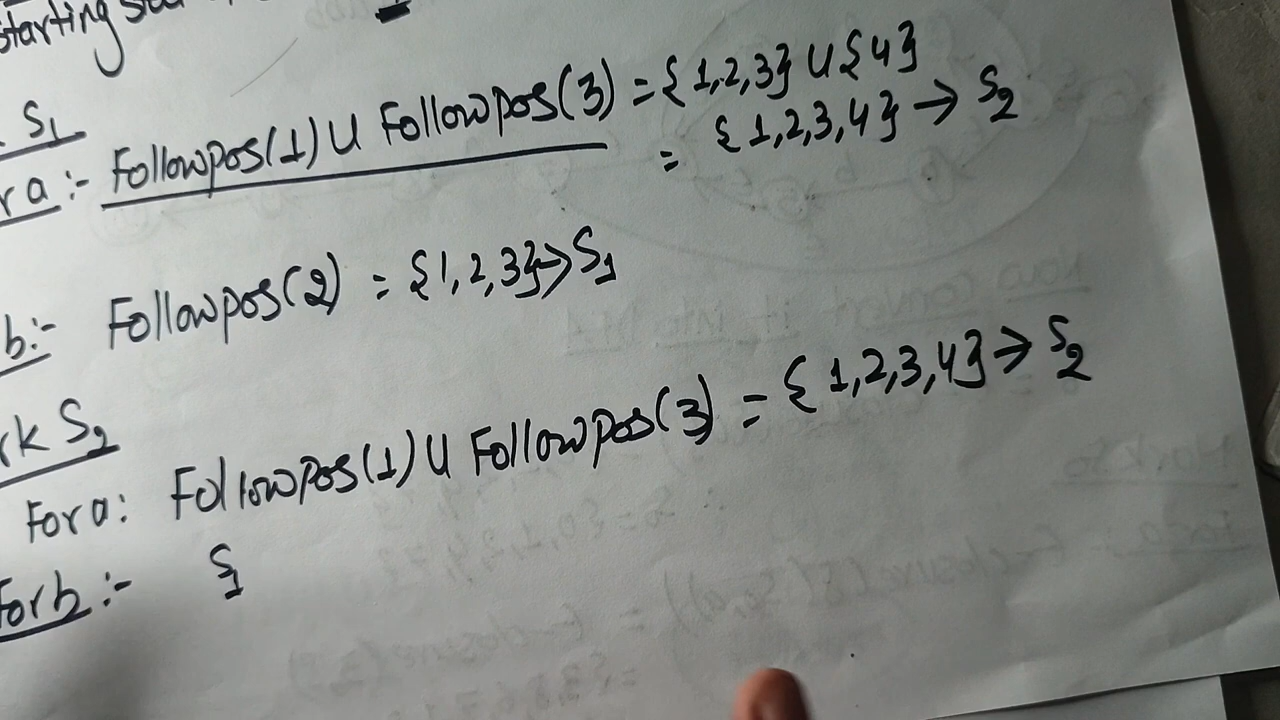 starting
S1
a:- Followpos(1) U Followpos(3) = {1,2,3} U {4}
= {1,2,3,4} → S2
b:- Followpos(2) = {1,2,3} → S1
rk S2
For a: Followpos(1) U Followpos(3) = {1,2,3,4} → S2
For b:- S1